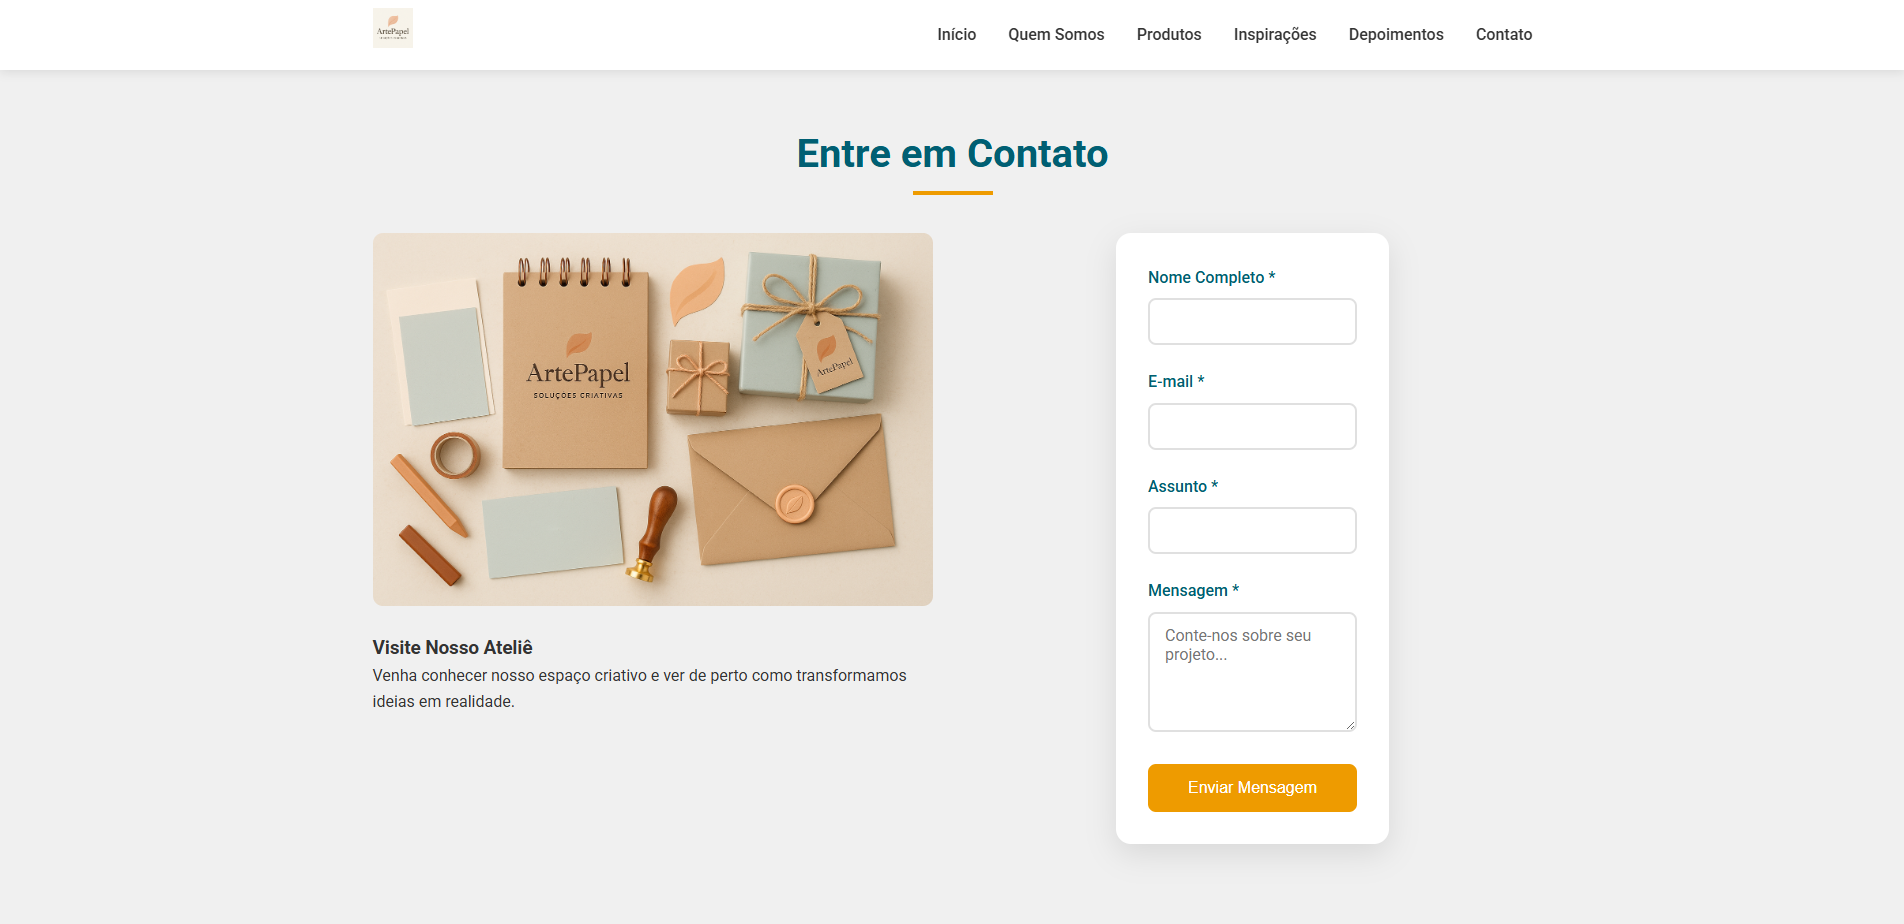 ArtePapel
Início Quem Somos Produtos Inspirações Depoimentos Contato
Entre em Contato
ArtePapel
SOLUÇÕES CRIATIVAS
ArtePapel
Visite Nosso Ateliê
Venha conhecer nosso espaço criativo e ver de perto como transformamos
ideias em realidade.
Nome Completo *
E-mail *
Assunto *
Mensagem *
Conte-nos sobre seu
projeto...
Enviar Mensagem